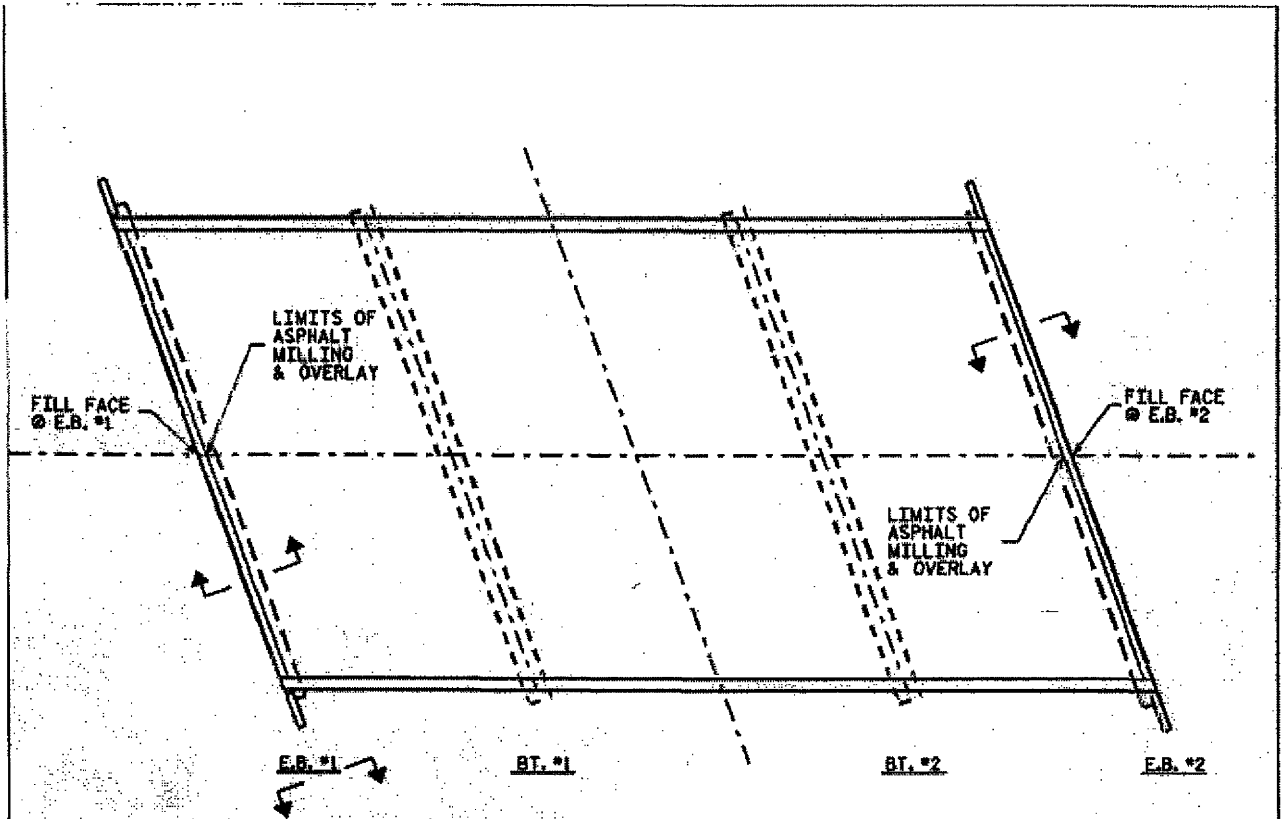 LIMITS OF
ASPHALT
MILLING
& OVERLAY
FILL FACE
@ E.B. #1
FILL FACE
@ E.B. #2
LIMITS OF
ASPHALT
MILLING
& OVERLAY
E.B. #1
BT. #1
BT. #2
E.B. #2